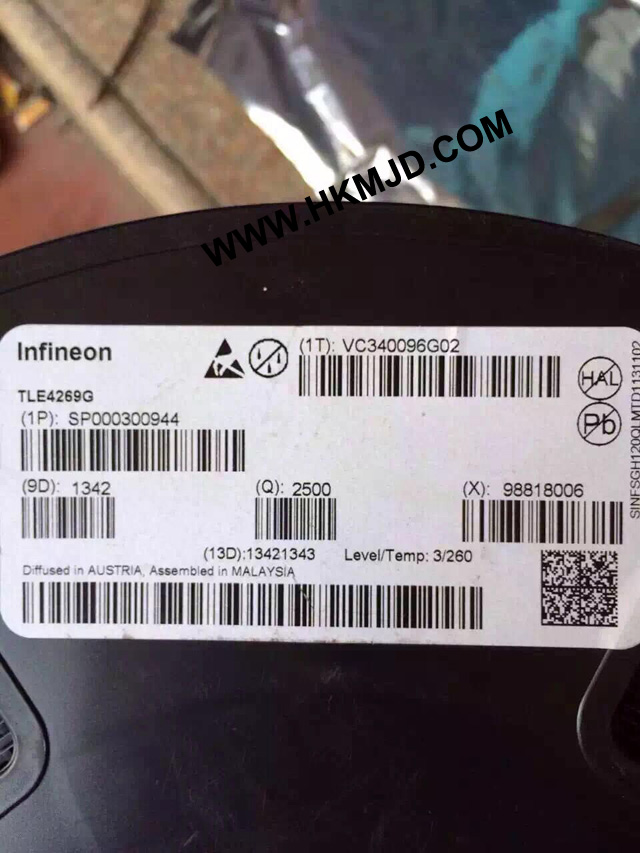 WWW.HKMJD.COM
Infineon
(1T): VC340096G02
HAL
TLE4269G
(1P): SP000300944
Pb
(9D): 1342
(Q): 2500
(X): 98818006
(13D):13421343
Level/Temp: 3/260
Diffused in AUSTRIA, Assembled in MALAYSIA